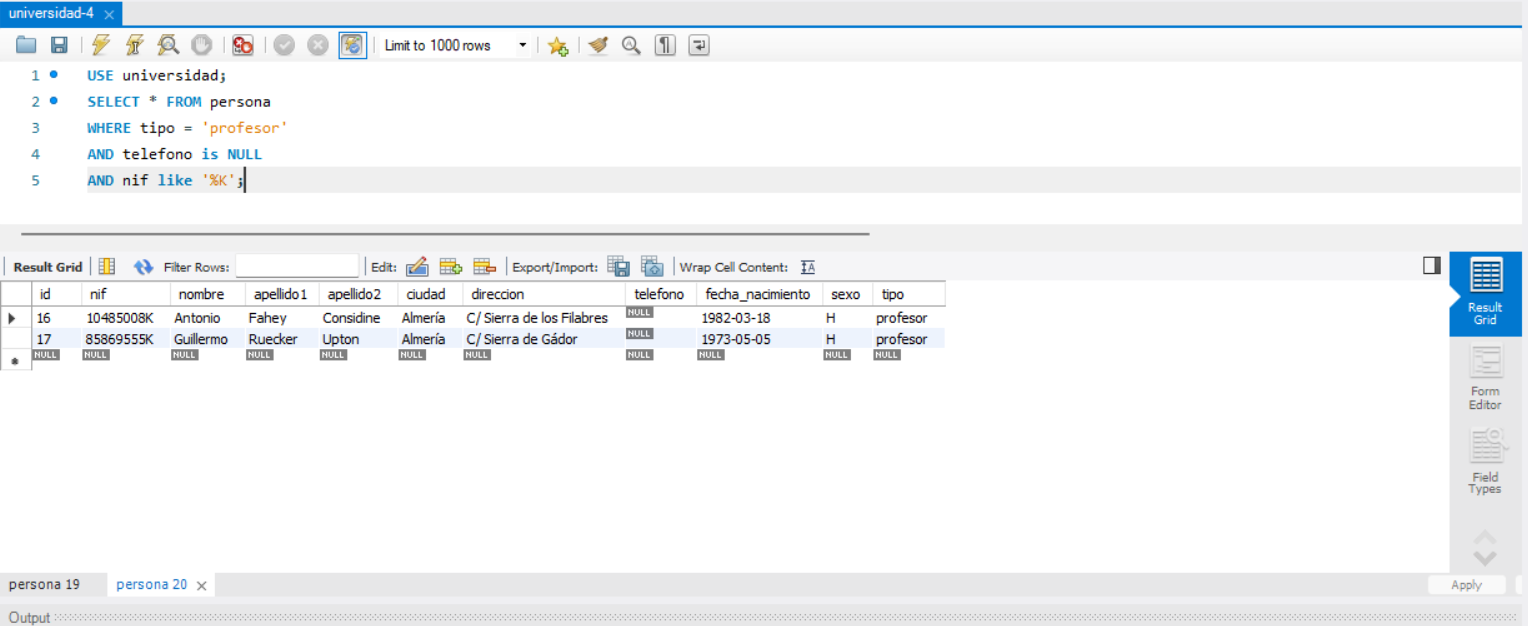 universidad-4
Limit to 1000 rows
1 USE universidad;
2 SELECT * FROM persona
3 WHERE tipo = 'profesor'
4 AND telefono is NULL
5 AND nif like '%K';
Result Grid Filter Rows: Edit: Export/Import: Wrap Cell Content:
id nif nombre apellido1 apellido2 ciudad direccion telefono fecha_nacimiento sexo tipo
16 10485008K Antonio Fahey Considine Almería C/ Sierra de los Filabres NULL 1982-03-18 H profesor
17 85869555K Guillermo Ruecker Upton Almería C/ Sierra de Gádor NULL 1973-05-05 H profesor
NULL NULL NULL NULL NULL NULL NULL NULL NULL NULL NULL
Result
Grid
Form
Editor
Field
Types
persona 19 persona 20 Apply
Output